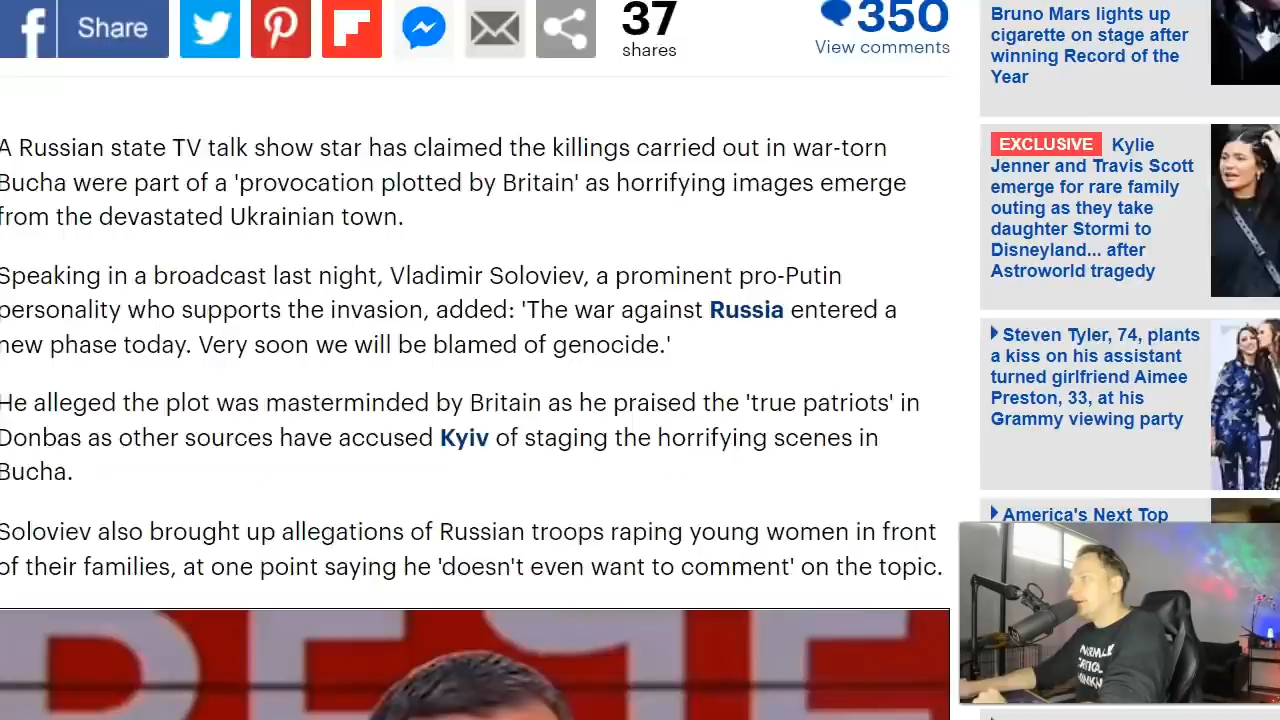 Share
37
shares
350
View comments
A Russian state TV talk show star has claimed the killings carried out in war-torn
Bucha were part of a 'provocation plotted by Britain' as horrifying images emerge
from the devastated Ukrainian town.
Speaking in a broadcast last night, Vladimir Soloviev, a prominent pro-Putin
personality who supports the invasion, added: 'The war against Russia entered a
new phase today. Very soon we will be blamed of genocide.'
He alleged the plot was masterminded by Britain as he praised the 'true patriots' in
Donbas as other sources have accused Kyiv of staging the horrifying scenes in
Bucha.
Soloviev also brought up allegations of Russian troops raping young women in front
of their families, at one point saying he 'doesn't even want to comment' on the topic.
Bruno Mars lights up
cigarette on stage after
winning Record of the
Year
EXCLUSIVE Kylie
Jenner and Travis Scott
emerge for rare family
outing as they take
daughter Stormi to
Disneyland... after
Astroworld tragedy
Steven Tyler, 74, plants
a kiss on his assistant
turned girlfriend Aimee
Preston, 33, at his
Grammy viewing party
America's Next Top